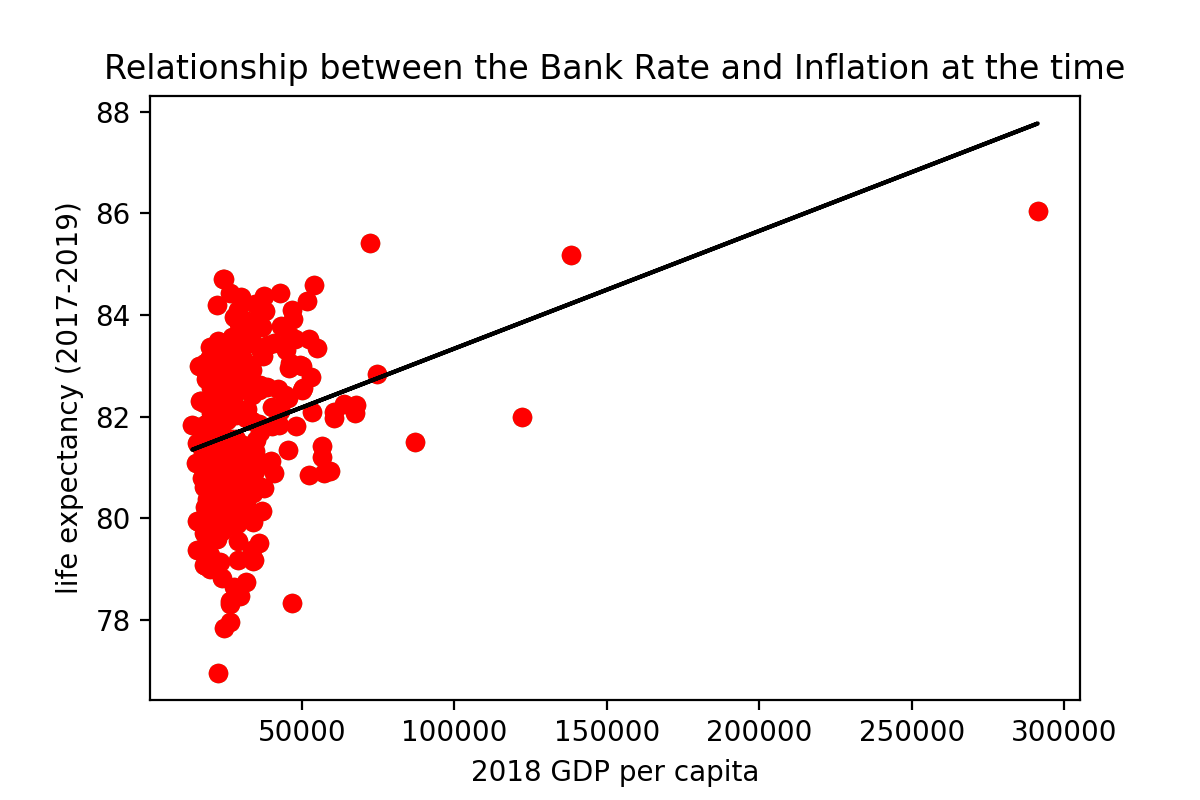 Relationship between the Bank Rate and Inflation at the time
88
86
84
82
80
78
life expectancy (2017-2019)
50000 100000 150000 200000 250000 300000
2018 GDP per capita